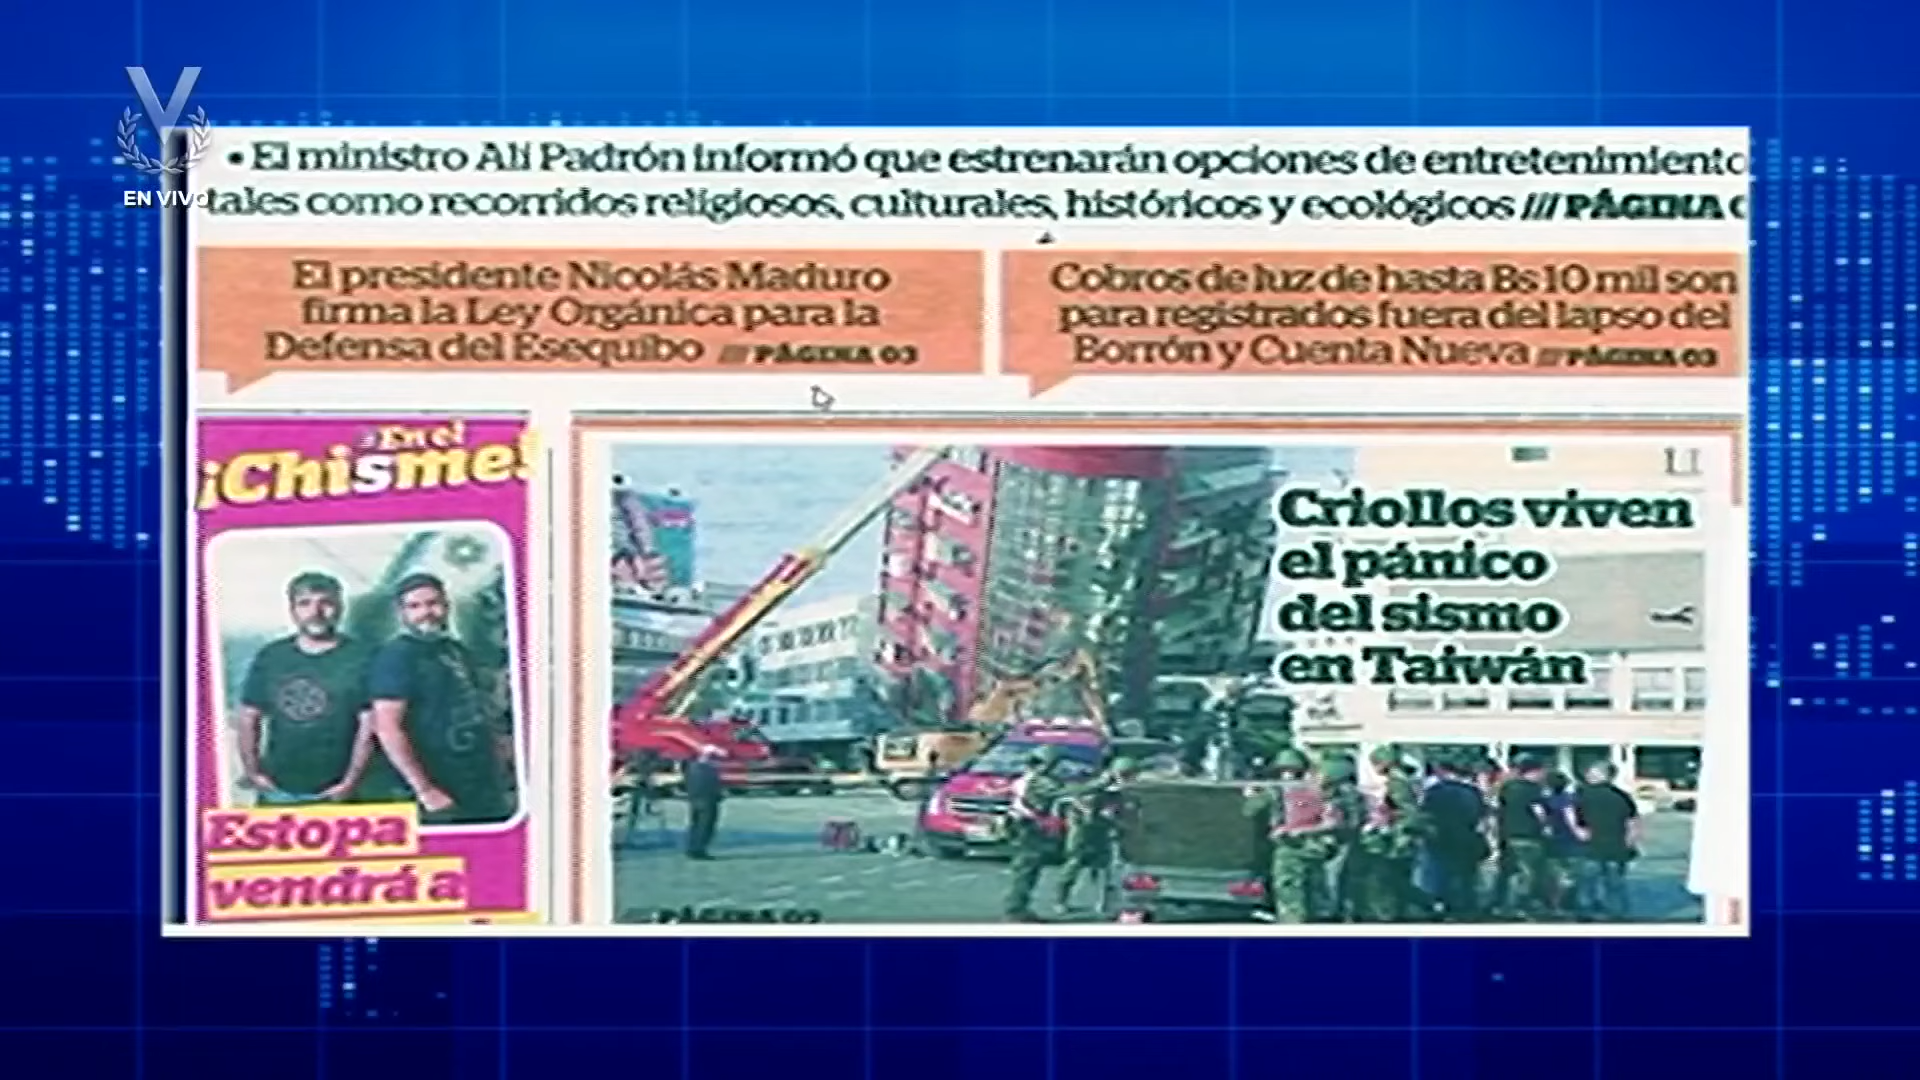 V
EN VIVO
• El ministro Alí Padrón informó que estrenarán opciones de entretenimiento
tales como recorridos religiosos, culturales, históricos y ecológicos /// PÁGINA
El presidente Nicolás Maduro
firma la Ley Orgánica para la
Defensa del Esequibo /// PÁGINA 03
Cobros de luz de hasta Bs 10 mil son
para registrados fuera del lapso del
Borrón y Cuenta Nueva /// PÁGINA 03
En el
¡Chisme!
Estopa
vendrá a
Criollos viven
el pánico
del sismo
en Taiwán
PÁGINA 02